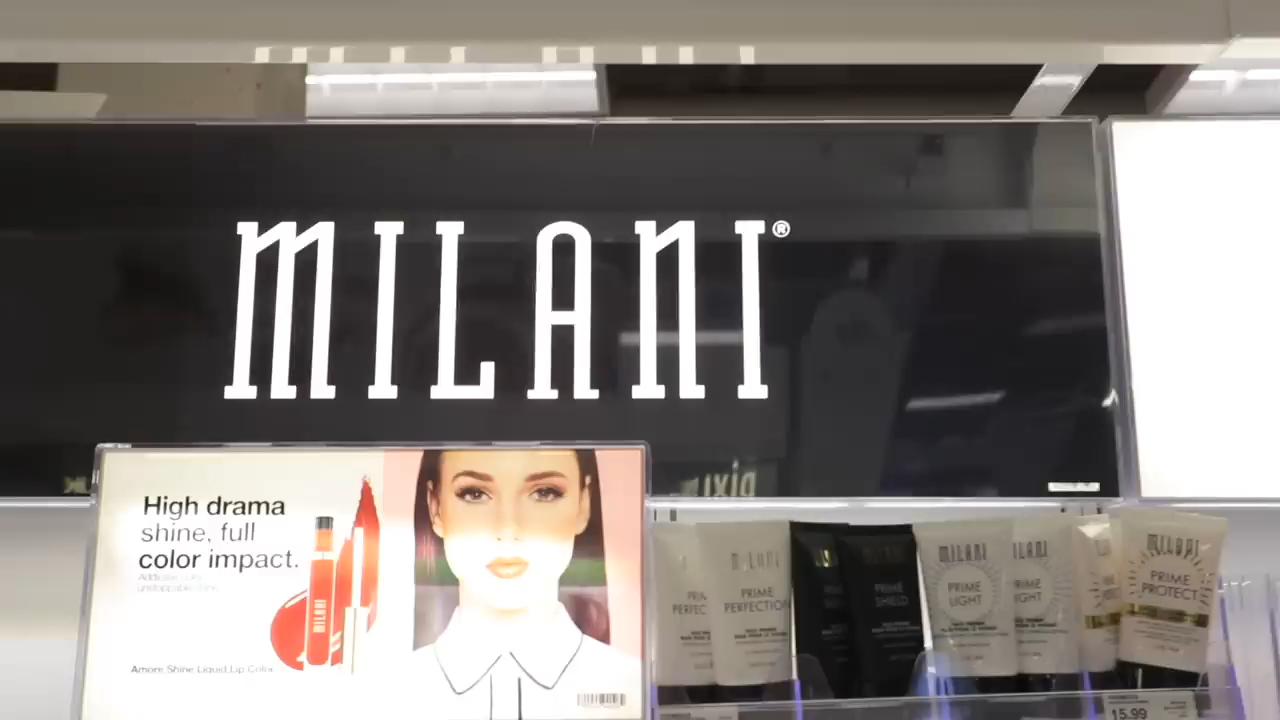 MILANI®
pixi
High drama
shine, full
color impact.
Amore Shine Liquid Lip Color
MILANI
MILANI
PRIME
PERFECTION
PRIME
SHIELD
MILANI
PRIME
LIGHT
MILANI
PRIME
LIGHT
MILANI
PRIME
PROTECT
15.99